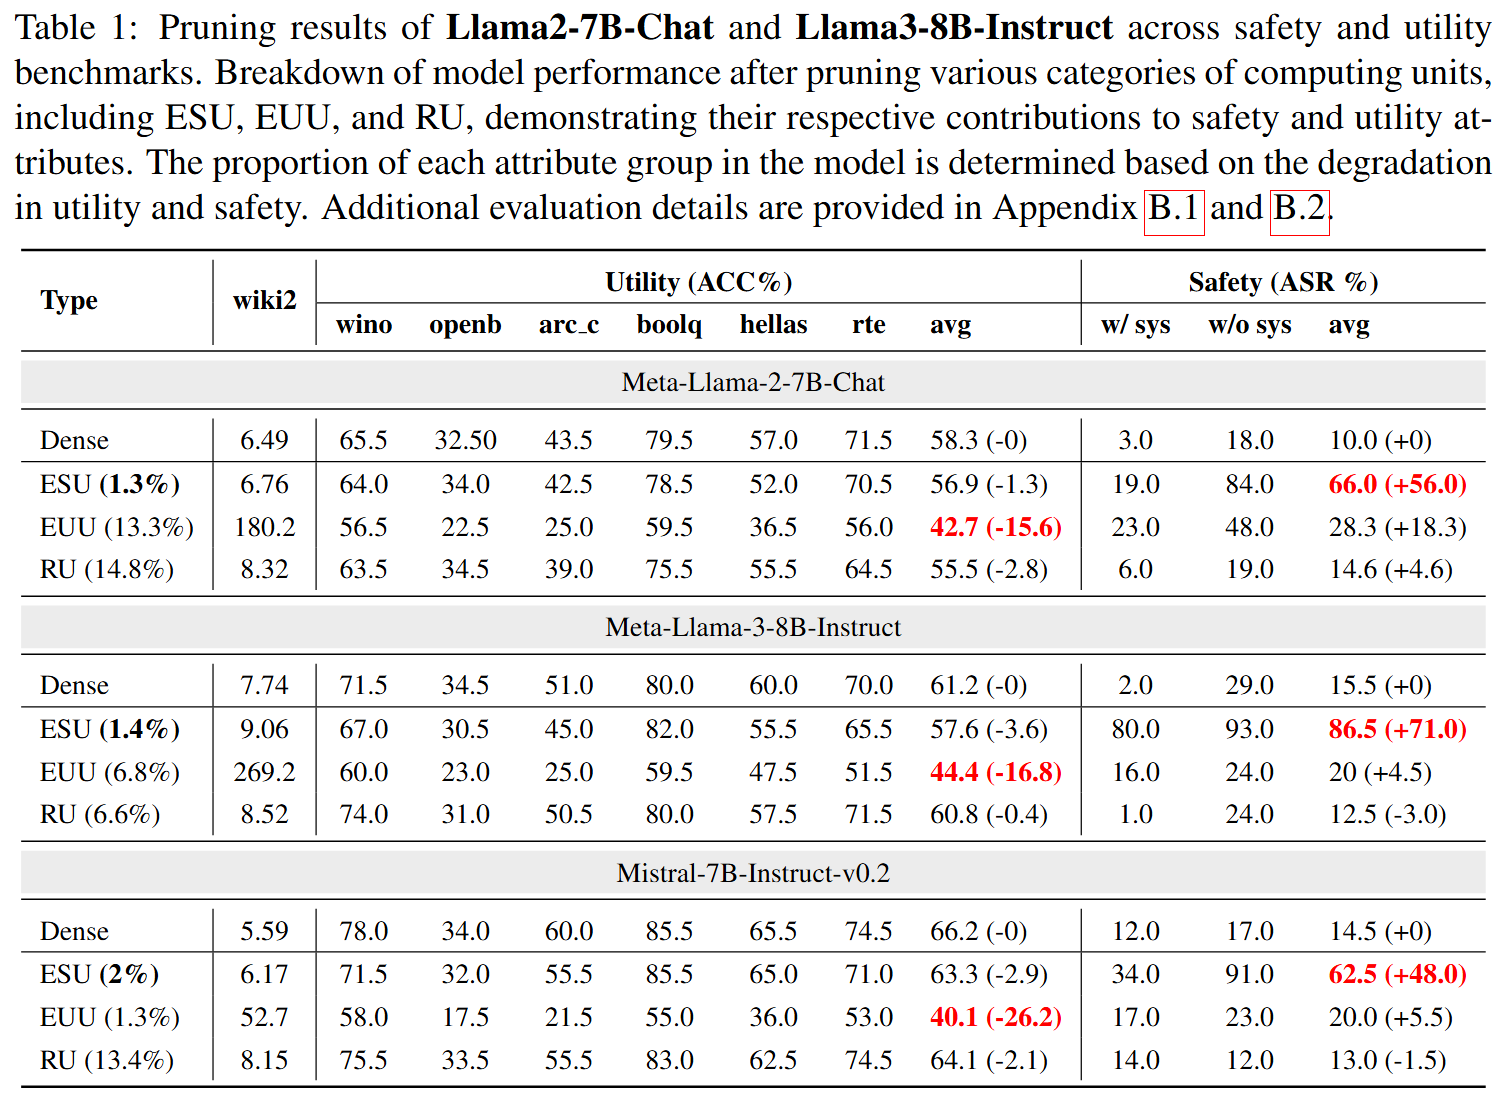 Table 1: Pruning results of Llama2-7B-Chat and Llama3-8B-Instruct across safety and utility
benchmarks. Breakdown of model performance after pruning various categories of computing units,
including ESU, EUU, and RU, demonstrating their respective contributions to safety and utility at-
tributes. The proportion of each attribute group in the model is determined based on the degradation
in utility and safety. Additional evaluation details are provided in Appendix B.1 and B.2.
Type wiki2 Utility (ACC%) Safety (ASR %)
wino openb arc_c boolq hellas rte avg w/ sys w/o sys avg
Meta-Llama-2-7B-Chat
Dense 6.49 65.5 32.50 43.5 79.5 57.0 71.5 58.3 (-0) 3.0 18.0 10.0 (+0)
ESU (1.3%) 6.76 64.0 34.0 42.5 78.5 52.0 70.5 56.9 (-1.3) 19.0 84.0 66.0 (+56.0)
EUU (13.3%) 180.2 56.5 22.5 25.0 59.5 36.5 56.0 42.7 (-15.6) 23.0 48.0 28.3 (+18.3)
RU (14.8%) 8.32 63.5 34.5 39.0 75.5 55.5 64.5 55.5 (-2.8) 6.0 19.0 14.6 (+4.6)
Meta-Llama-3-8B-Instruct
Dense 7.74 71.5 34.5 51.0 80.0 60.0 70.0 61.2 (-0) 2.0 29.0 15.5 (+0)
ESU (1.4%) 9.06 67.0 30.5 45.0 82.0 55.5 65.5 57.6 (-3.6) 80.0 93.0 86.5 (+71.0)
EUU (6.8%) 269.2 60.0 23.0 25.0 59.5 47.5 51.5 44.4 (-16.8) 16.0 24.0 20 (+4.5)
RU (6.6%) 8.52 74.0 31.0 50.5 80.0 57.5 71.5 60.8 (-0.4) 1.0 24.0 12.5 (-3.0)
Mistral-7B-Instruct-v0.2
Dense 5.59 78.0 34.0 60.0 85.5 65.5 74.5 66.2 (-0) 12.0 17.0 14.5 (+0)
ESU (2%) 6.17 71.5 32.0 55.5 85.5 65.0 71.0 63.3 (-2.9) 34.0 91.0 62.5 (+48.0)
EUU (1.3%) 52.7 58.0 17.5 21.5 55.0 36.0 53.0 40.1 (-26.2) 17.0 23.0 20.0 (+5.5)
RU (13.4%) 8.15 75.5 33.5 55.5 83.0 62.5 74.5 64.1 (-2.1) 14.0 12.0 13.0 (-1.5)